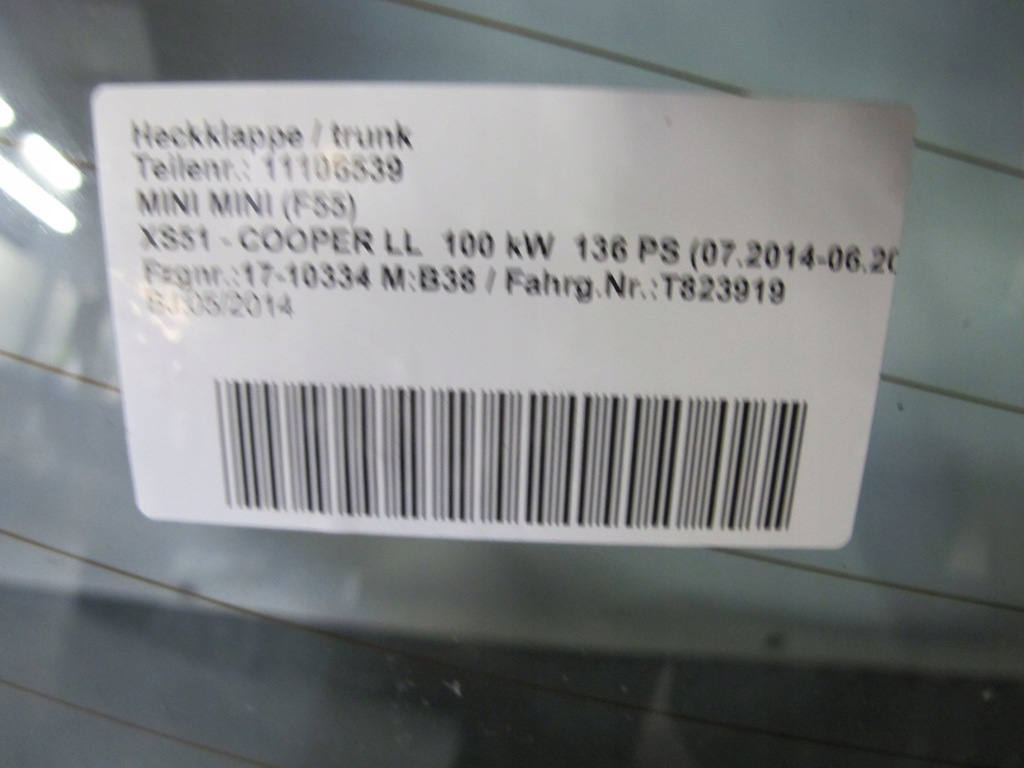 Heckklappe / trunk
Teilenr.: 11106539
MINI MINI (F55)
XS51 - COOPER LL 100 kW 136 PS (07.2014-06.20
Fzgnr.:17-10334 M:B38 / Fahrg.Nr.:T823919
BJ:05/2014